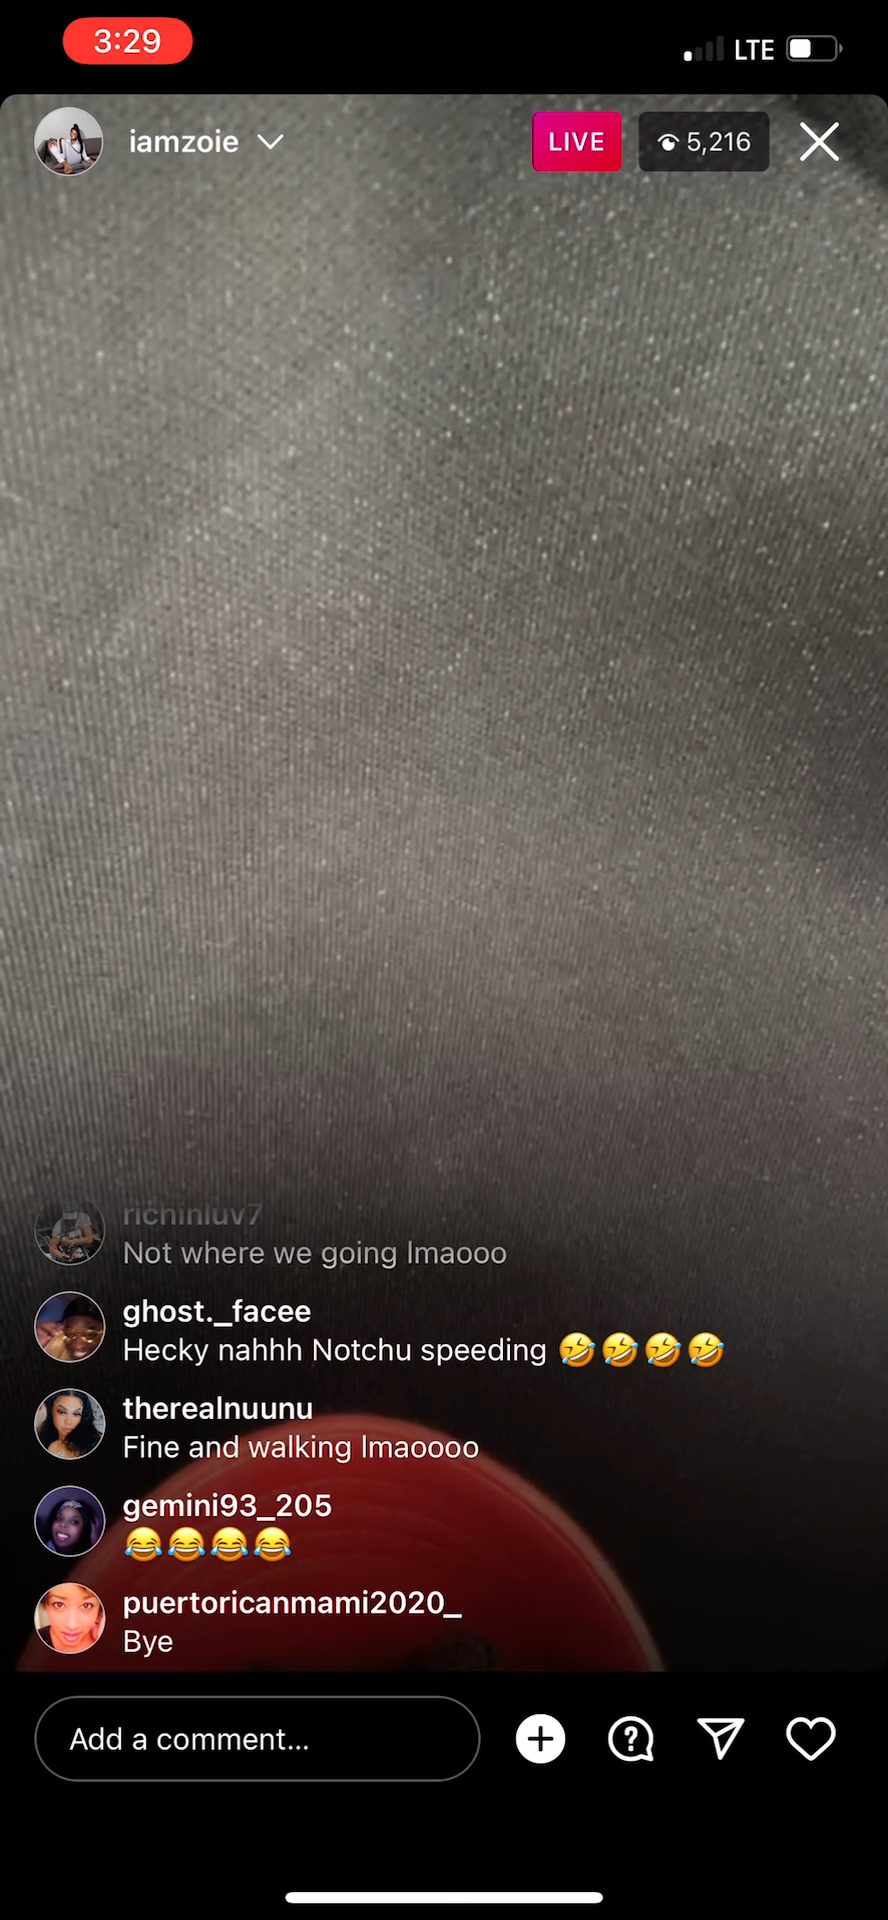 3:29
LTE
iamzoie
LIVE
5,216
richinluv7
Not where we going lmaooo
ghost._facee
Hecky nahhh Notchu speeding 🤣🤣🤣🤣
therealnuunu
Fine and walking lmaoooo
gemini93_205
😂😂😂😂
puertoricanmami2020_
Bye
Add a comment...